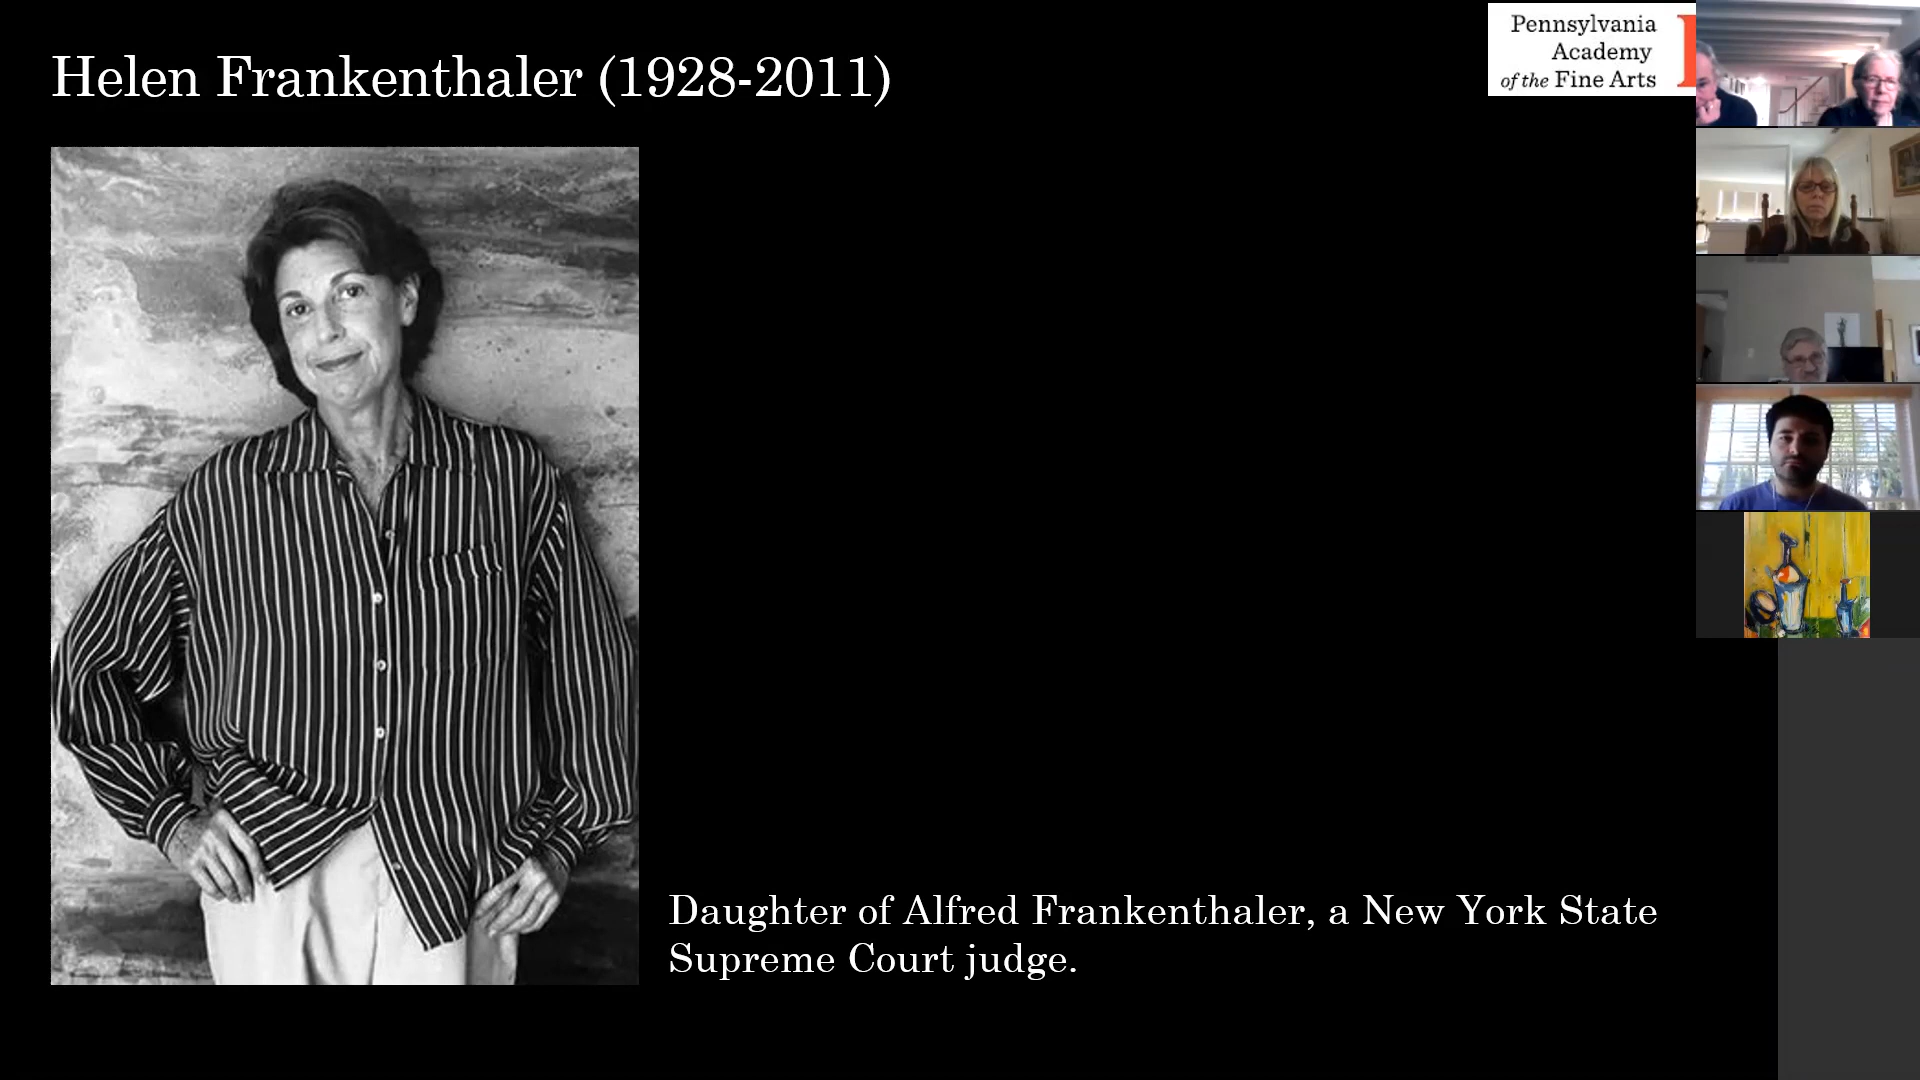 Helen Frankenthaler (1928-2011)
Pennsylvania
Academy
of the Fine Arts
Daughter of Alfred Frankenthaler, a New York State
Supreme Court judge.